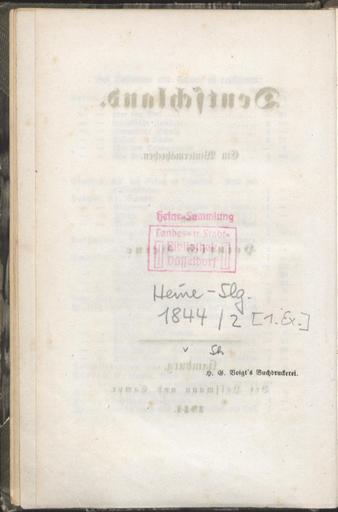 Heine-Sammlung
Landes- u. Stadt-
Bibliothek
Düsseldorf
Heine-Slg.
1844/2 [1. Ex.]
H. G. Voigt's Buchdruckerei.
Deutschland.
Ein Wintermährchen.
Hamburg,
Bei Hoffmann und Campe
1844.